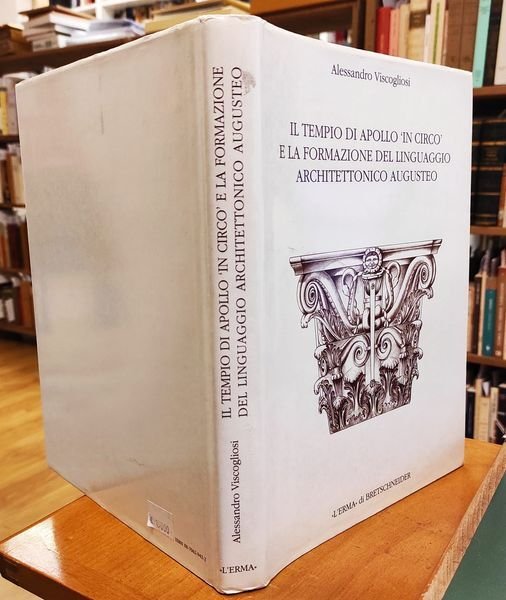 Alessandro Viscogliosi
IL TEMPIO DI APOLLO 'IN CIRCO'
E LA FORMAZIONE DEL LINGUAGGIO
ARCHITETTONICO AUGUSTEO
«L'ERMA» di BRETSCHNEIDER
IL TEMPIO DI APOLLO 'IN CIRCO' E LA FORMAZIONE
DEL LINGUAGGIO ARCHITETTONICO AUGUSTEO
Alessandro Viscogliosi
«L'ERMA»